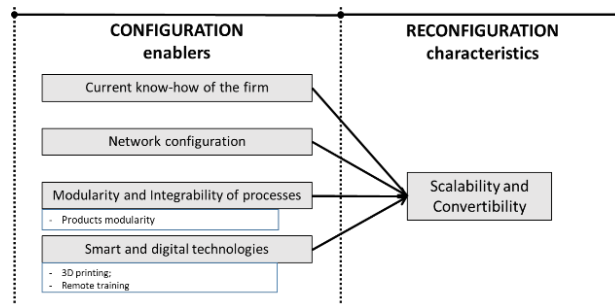 CONFIGURATION
enablers
RECONFIGURATION
characteristics
Current know-how of the firm
Network configuration
Modularity and Integrability of processes
- Products modularity
Smart and digital technologies
- 3D printing;
- Remote training
Scalability and
Convertibility